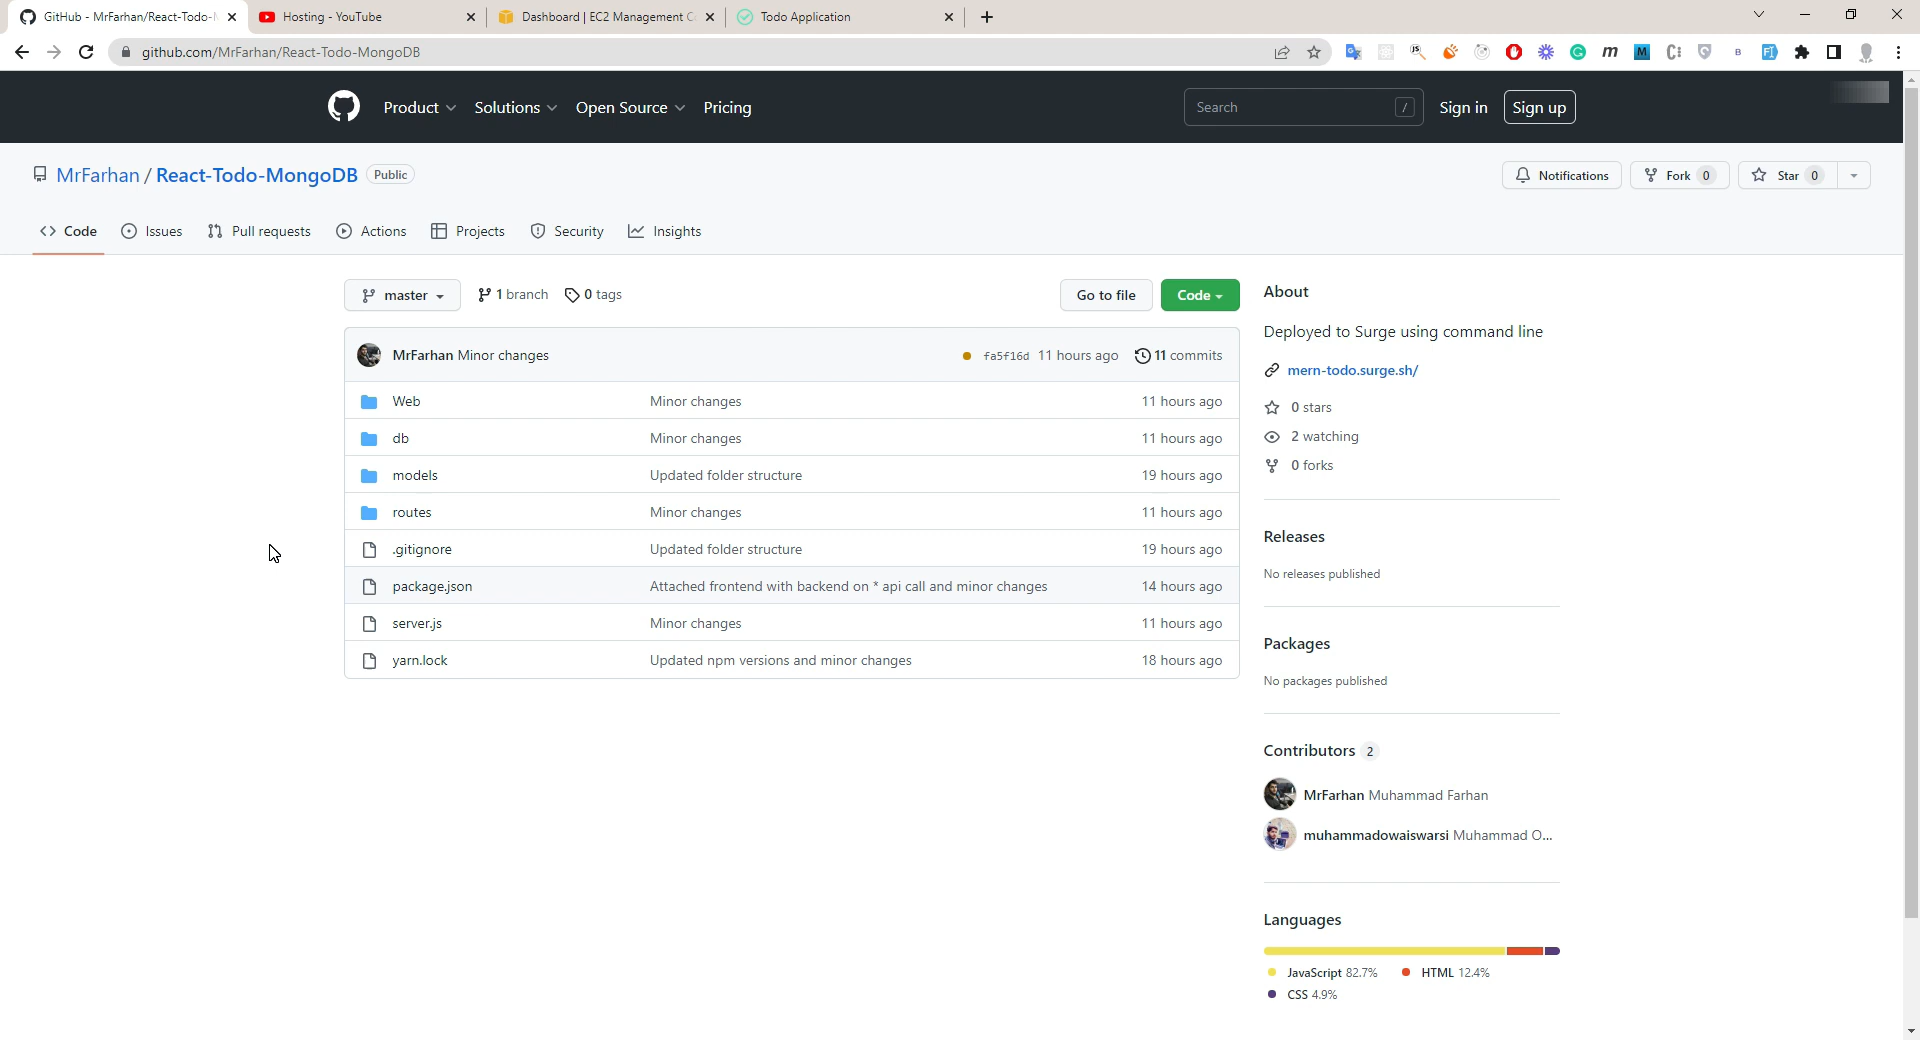 GitHub - MrFarhan/React-Todo-
Hosting - YouTube
Dashboard | EC2 Management C
Todo Application
github.com/MrFarhan/React-Todo-MongoDB
Product
Solutions
Open Source
Pricing
Search /
Sign in
Sign up
MrFarhan / React-Todo-MongoDB Public
Notifications
Fork 0
Star 0
Code
Issues
Pull requests
Actions
Projects
Security
Insights
master
1 branch
0 tags
Go to file
Code
MrFarhan Minor changes fa5f16d 11 hours ago 11 commits
Web Minor changes 11 hours ago
db Minor changes 11 hours ago
models Updated folder structure 19 hours ago
routes Minor changes 11 hours ago
.gitignore Updated folder structure 19 hours ago
package.json Attached frontend with backend on * api call and minor changes 14 hours ago
server.js Minor changes 11 hours ago
yarn.lock Updated npm versions and minor changes 18 hours ago
About
Deployed to Surge using command line
mern-todo.surge.sh/
0 stars
2 watching
0 forks
Releases
No releases published
Packages
No packages published
Contributors 2
MrFarhan Muhammad Farhan
muhammadowaiswarsi Muhammad O...
Languages
JavaScript 82.7% HTML 12.4%
CSS 4.9%